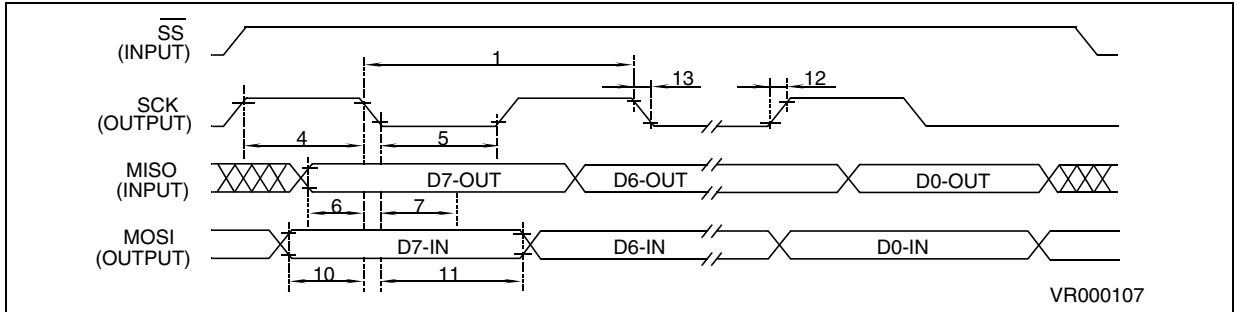 SS
(INPUT)
1
13
12
SCK
(OUTPUT)
4
5
MISO
(INPUT)
D7-OUT
D6-OUT
D0-OUT
6
7
MOSI
(OUTPUT)
D7-IN
D6-IN
D0-IN
10
11
VR000107